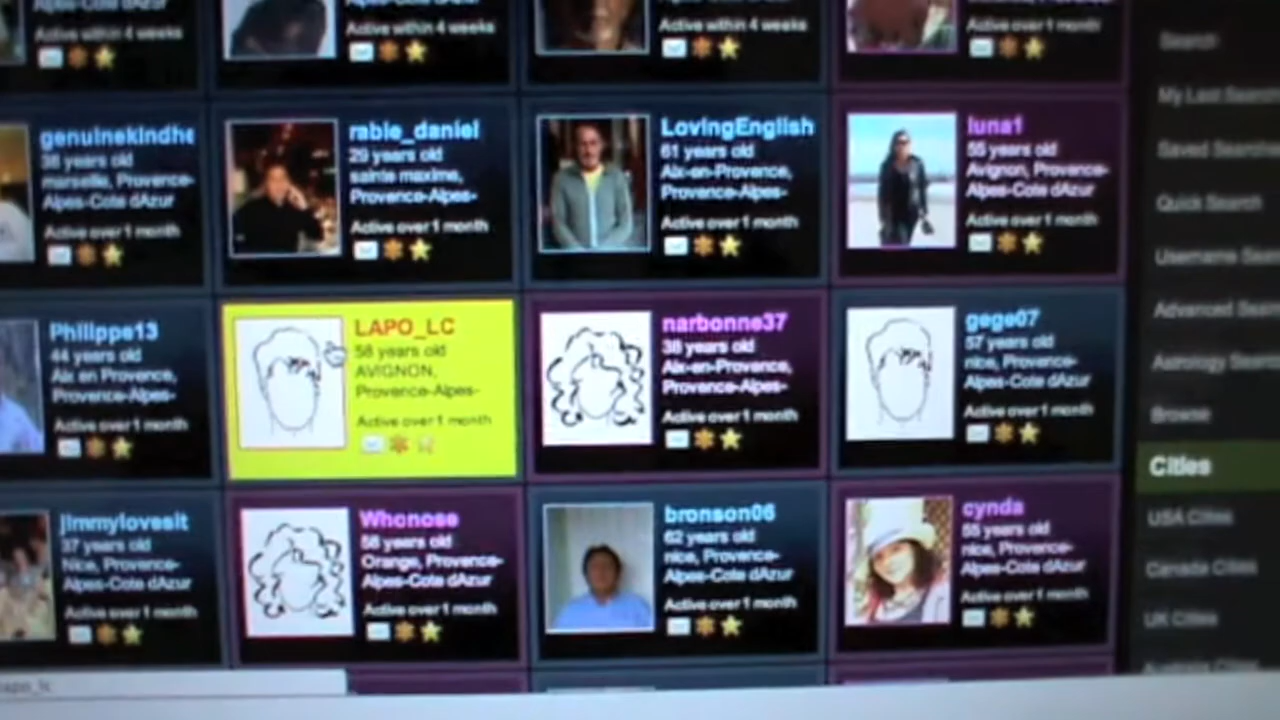 Active within 4 weeks
Active within 4 weeks
Active within 4 weeks
Active over 1 month
Search
My Last
genuinekindhe
38 years old
marseille, Provence-
Alpes-Cote dAzur
Active over 1 month
rabie_daniel
29 years old
sainte maxime,
Provence-Alpes-
Active over 1 month
LovingEnglish
61 years old
Aix-en-Provence,
Provence-Alpes-
Active over 1 month
luna1
55 years old
Avignon, Provence-
Alpes-Cote dAzur
Active over 1 month
Quick Search
Username
Advanced
Philippe13
44 years old
Aix en Provence,
Provence-Alpes-
Active over 1 month
LAPO_LC
58 years old
AVIGNON,
Provence-Alpes-
Active over 1 month
narbonne37
38 years old
Aix-en-Provence,
Provence-Alpes-
Active over 1 month
gege07
57 years old
nice, Provence-
Alpes-Cote dAzur
Active over 1 month
Astrology
Browse
Cities
jimmylovesit
37 years old
Nice, Provence-
Alpes-Cote dAzur
Active over 1 month
Whonose
58 years old
Orange, Provence-
Alpes-Cote dAzur
Active over 1 month
bronson06
62 years old
nice, Provence-
Alpes-Cote dAzur
Active over 1 month
cynda
55 years old
nice, Provence-
Alpes-Cote dAzur
Active over 1 month
USA Cities
Canada Cities
UK Cities